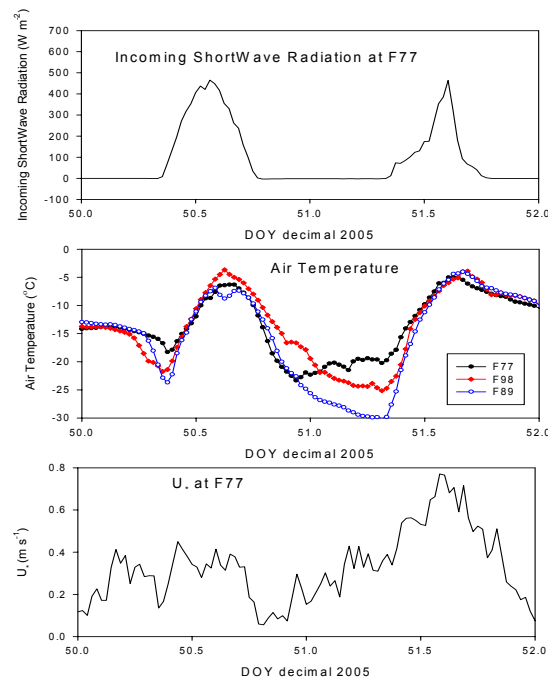 700
600
500
400
300
200
100
0
-100
Incoming ShortWave Radiation (W m-2)
Incoming ShortWave Radiation at F77
50.0 50.5 51.0 51.5 52.0
DOY decimal 2005
0
-5
-10
-15
-20
-25
-30
Air Temperature (°C)
Air Temperature
F77
F98
F89
50.0 50.5 51.0 51.5 52.0
DOY decimal 2005
0.8
0.6
0.4
0.2
0.0
U* (m s-1)
U* at F77
50.0 50.5 51.0 51.5 52.0
DOY decimal 2005